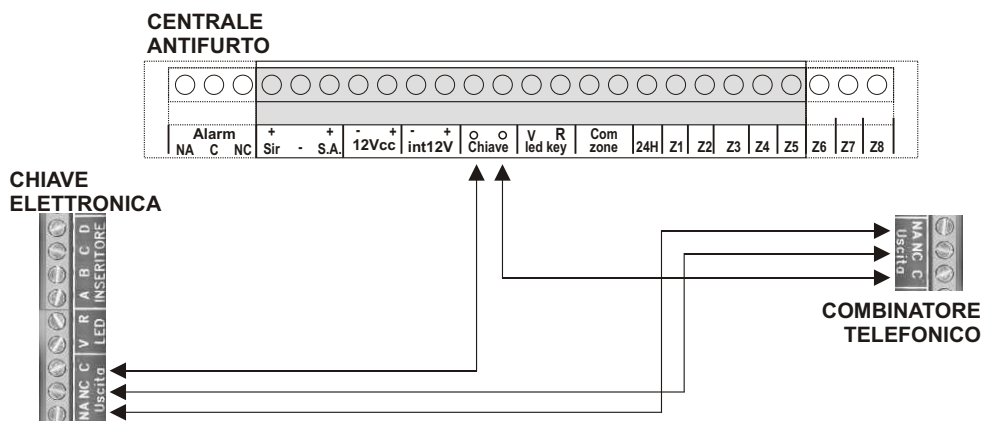 CENTRALE
ANTIFURTO
Alarm + + - + - + V R Com
NA C NC Sir - S.A. 12Vcc int12V Chiave led key zone 24H Z1 Z2 Z3 Z4 Z5 Z6 Z7 Z8
CHIAVE
ELETTRONICA
A B C D
INSERITORE
V R
LED
NA NC C
Uscita
NA NC C
Uscita
COMBINATORE
TELEFONICO